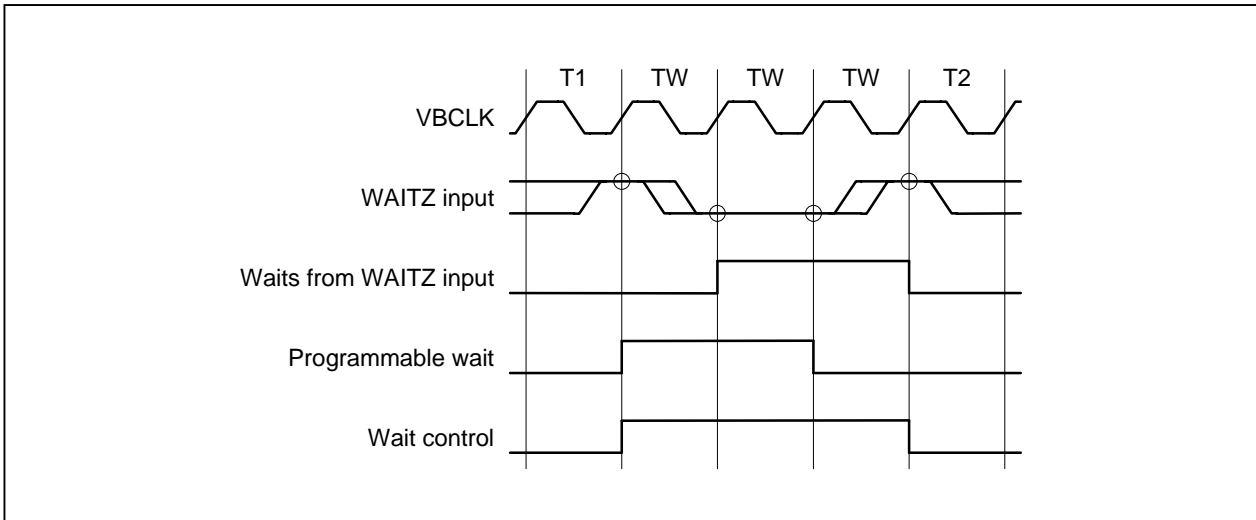 T1 TW TW TW T2
VBCLK
WAITZ input
Waits from WAITZ input
Programmable wait
Wait control